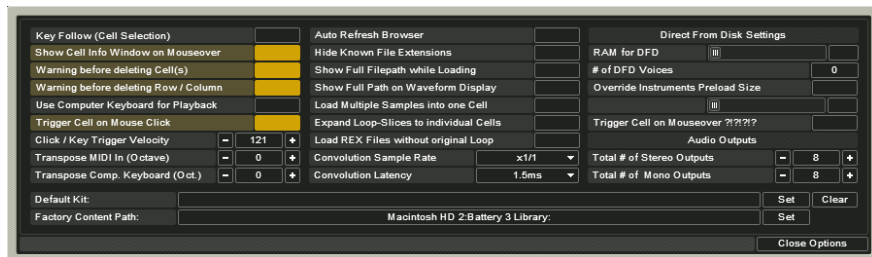 Key Follow (Cell Selection)
Show Cell Info Window on Mouseover
Warning before deleting Cell(s)
Warning before deleting Row / Column
Use Computer Keyboard for Playback
Trigger Cell on Mouse Click
Click / Key Trigger Velocity - 121 +
Transpose MIDI In (Octave) - 0 +
Transpose Comp. Keyboard (Oct.) - 0 +
Auto Refresh Browser
Hide Known File Extensions
Show Full Filepath while Loading
Show Full Path on Waveform Display
Load Multiple Samples into one Cell
Expand Loop-Slices to individual Cells
Load REX Files without original Loop
Convolution Sample Rate x1/1
Convolution Latency 1.5ms
Direct From Disk Settings
RAM for DFD
# of DFD Voices 0
Override Instruments Preload Size
Trigger Cell on Mouseover ?!?!?!?
Audio Outputs
Total # of Stereo Outputs - 8 +
Total # of Mono Outputs - 8 +
Default Kit: Set Clear
Factory Content Path: Macintosh HD 2:Battery 3 Library: Set
Close Options